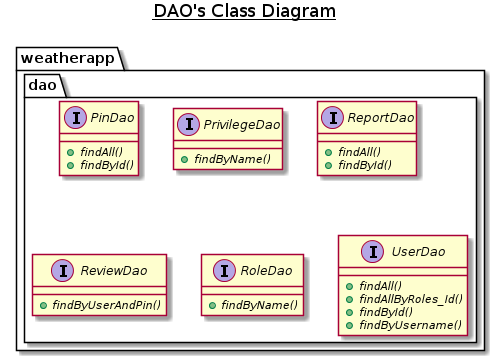 DAO's Class Diagram
weatherapp
dao
I PinDao
findAll()
findById()
I PrivilegeDao
findByName()
I ReportDao
findAll()
findById()
I ReviewDao
findByUserAndPin()
I RoleDao
findByName()
I UserDao
findAll()
findAllByRoles_Id()
findById()
findByUsername()